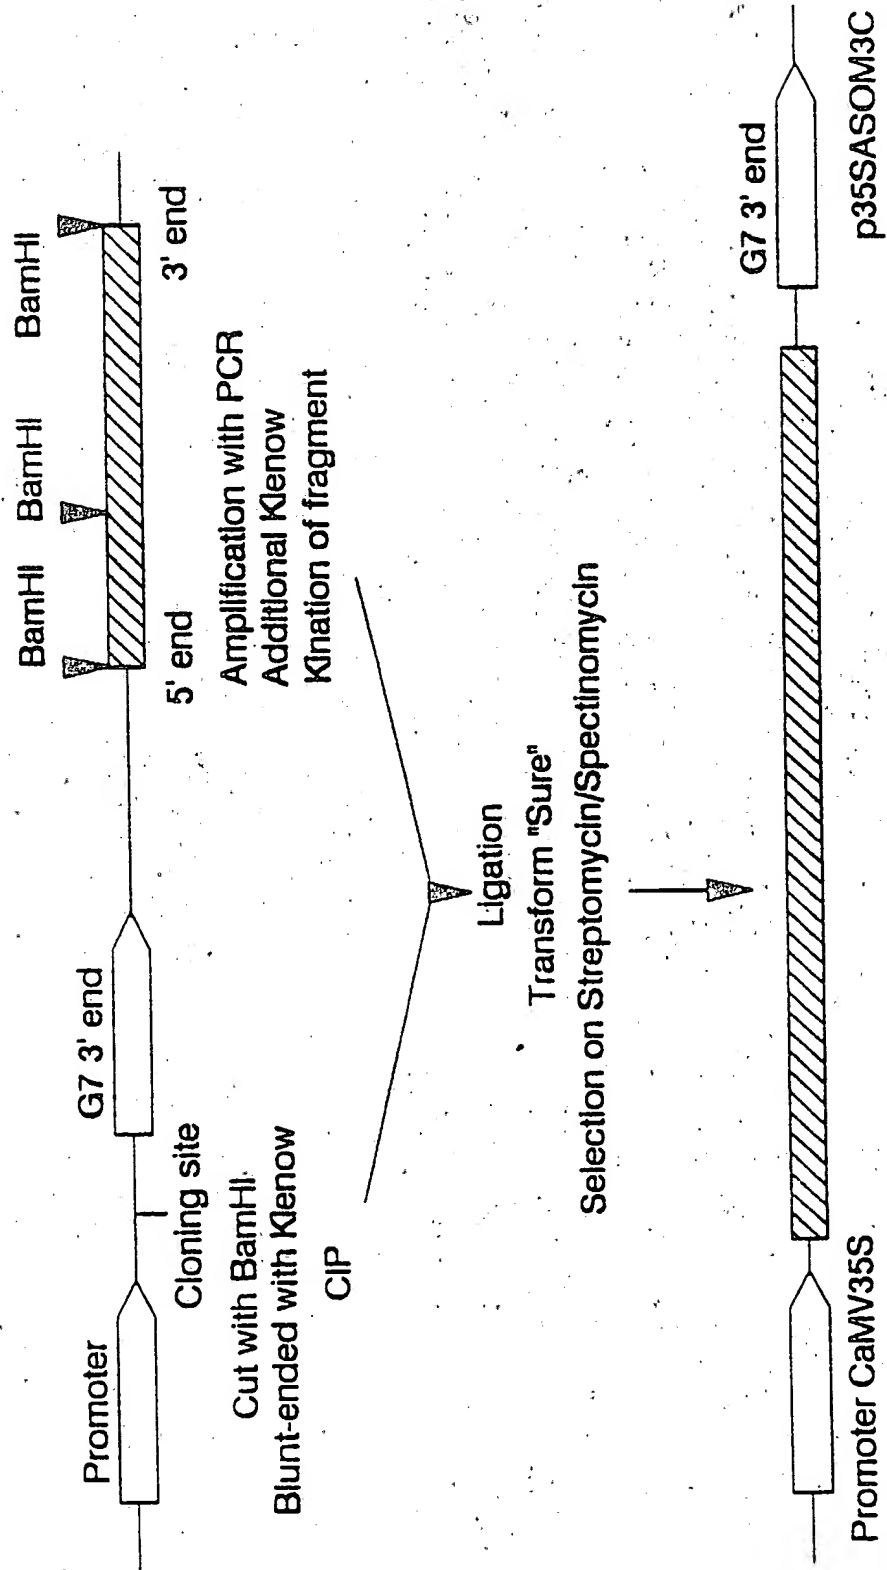 Promoter
Cloning site
G7 3' end
Cut with BamHI
Blunt-ended with Klenow
CIP
BamHI
BamHI
BamHI
5' end
3' end
Amplification with PCR
Additional Klenow
Kination of fragment
Ligation
Transform "Sure"
Selection on Streptomycin/Spectinomycin
Promoter CaMV35S
G7 3' end
p35SASOM3C